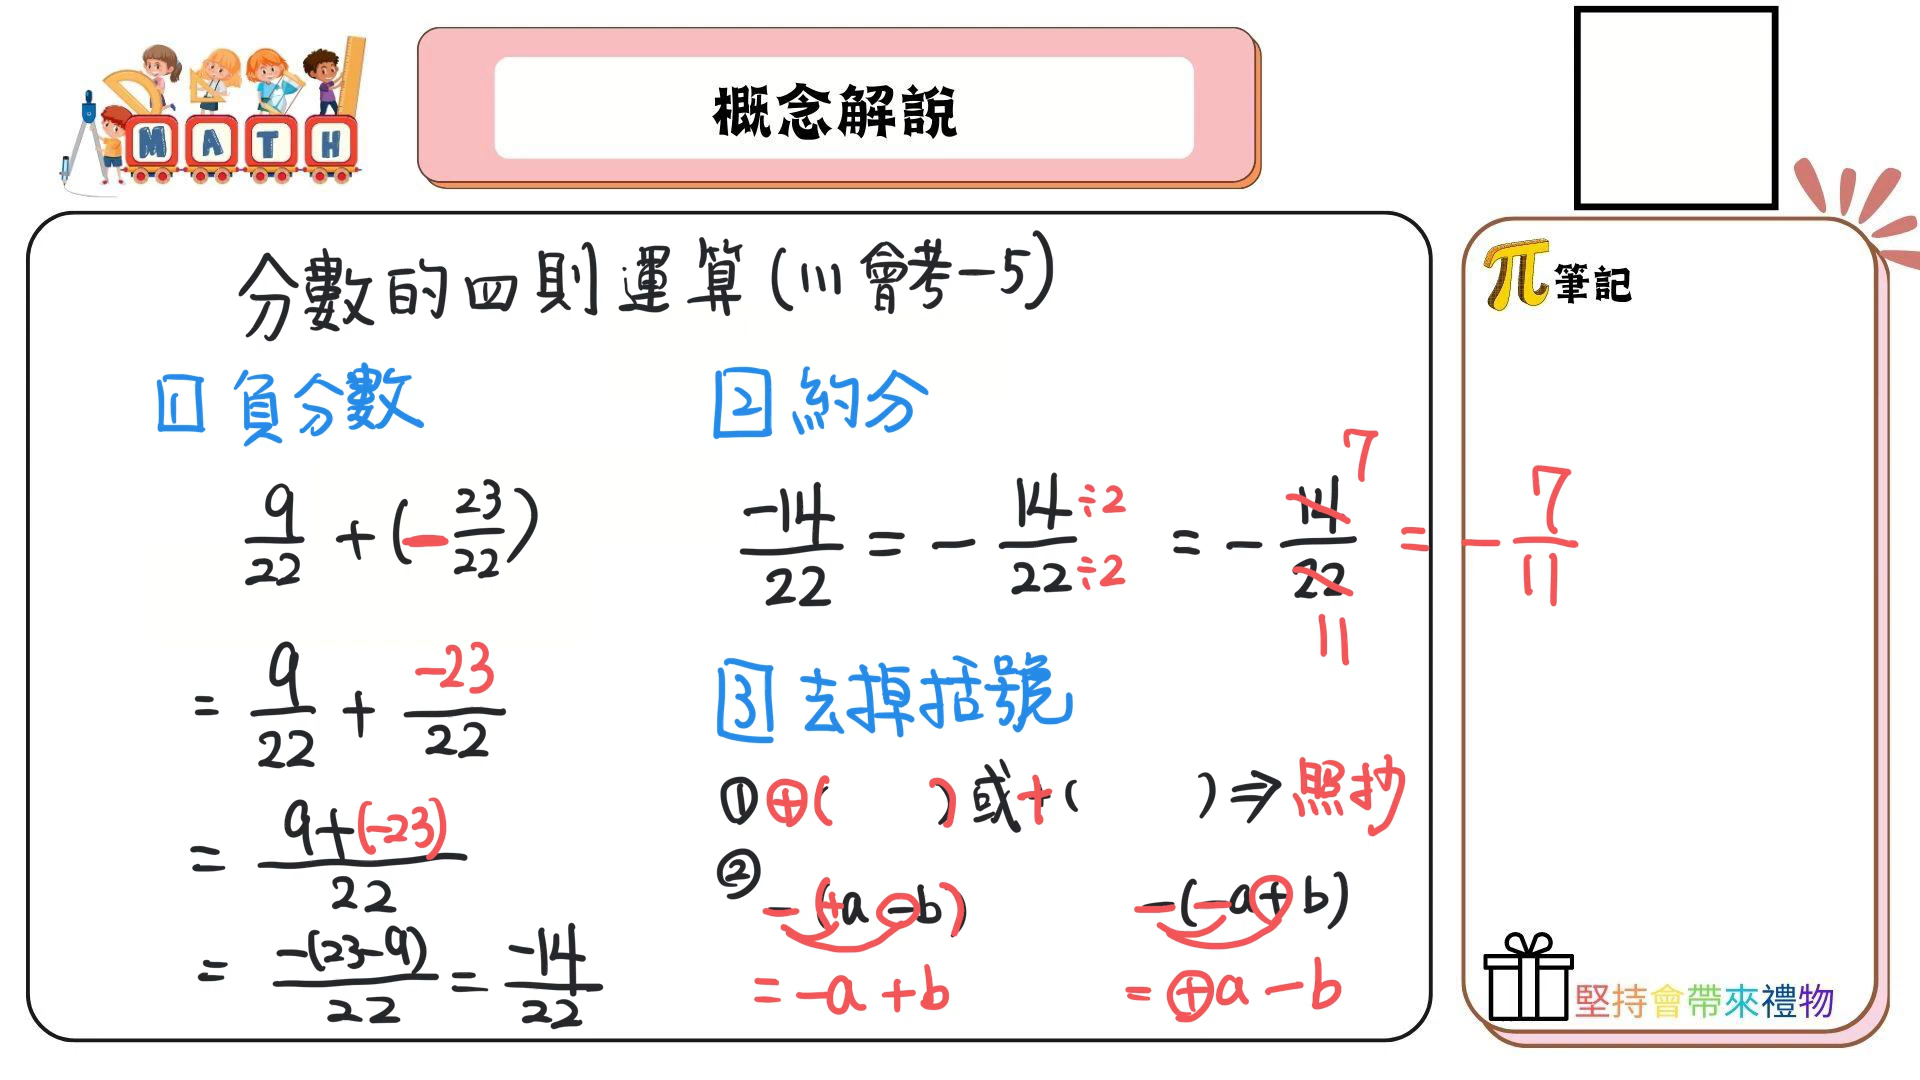 MATH
概念解說
分數的四則運算(111會考-5)
1 負分數
9/22 + (-23/22)
= 9/22 + -23/22
= 9+(-23)/22
= -(23-9)/22 = -14/22
2 約分
-14/22 = - 14÷2/22÷2 = - 14/22 7 11 = - 7/11
3 去掉括號
① +( ) 或 +( ) ⇒ 照抄
② -(+a-b) -(-a+b)
= -a+b = +a-b
π筆記
堅持會帶來禮物